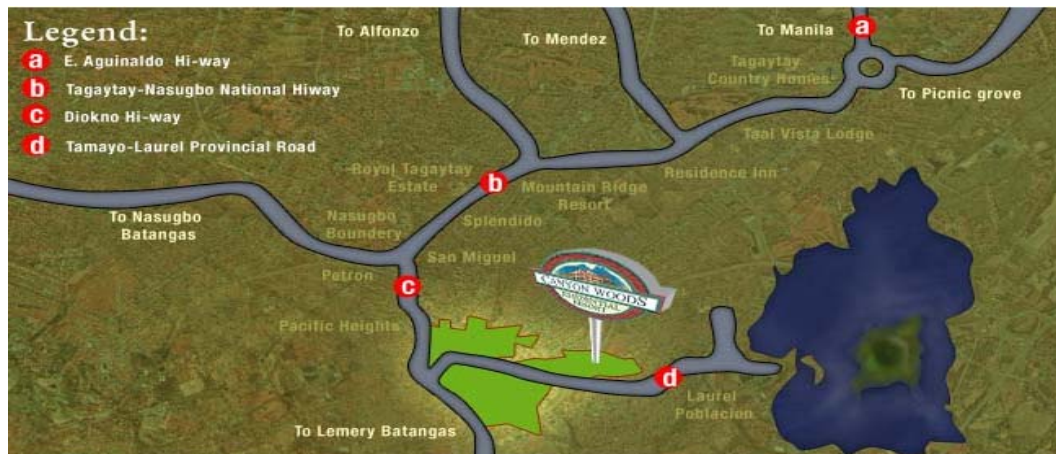 Legend:
a E. Aguinaldo Hi-way
b Tagaytay-Nasugbo National Hiway
c Diokno Hi-way
d Tamayo-Laurel Provincial Road
To Alfonzo
To Mendez
To Manila
a
Tagaytay
Country Homes
To Picnic grove
Taal Vista Lodge
Residence Inn
Royal Tagaytay
Estate
b
Mountain Ridge
Resort
Splendido
To Nasugbo
Batangas
Nasugbo
Boundery
San Miguel
Petron
c
CANYON WOODS
RESIDENTIAL
RESORT
Pacific Heights
d
Laurel
Poblacion
To Lemery Batangas